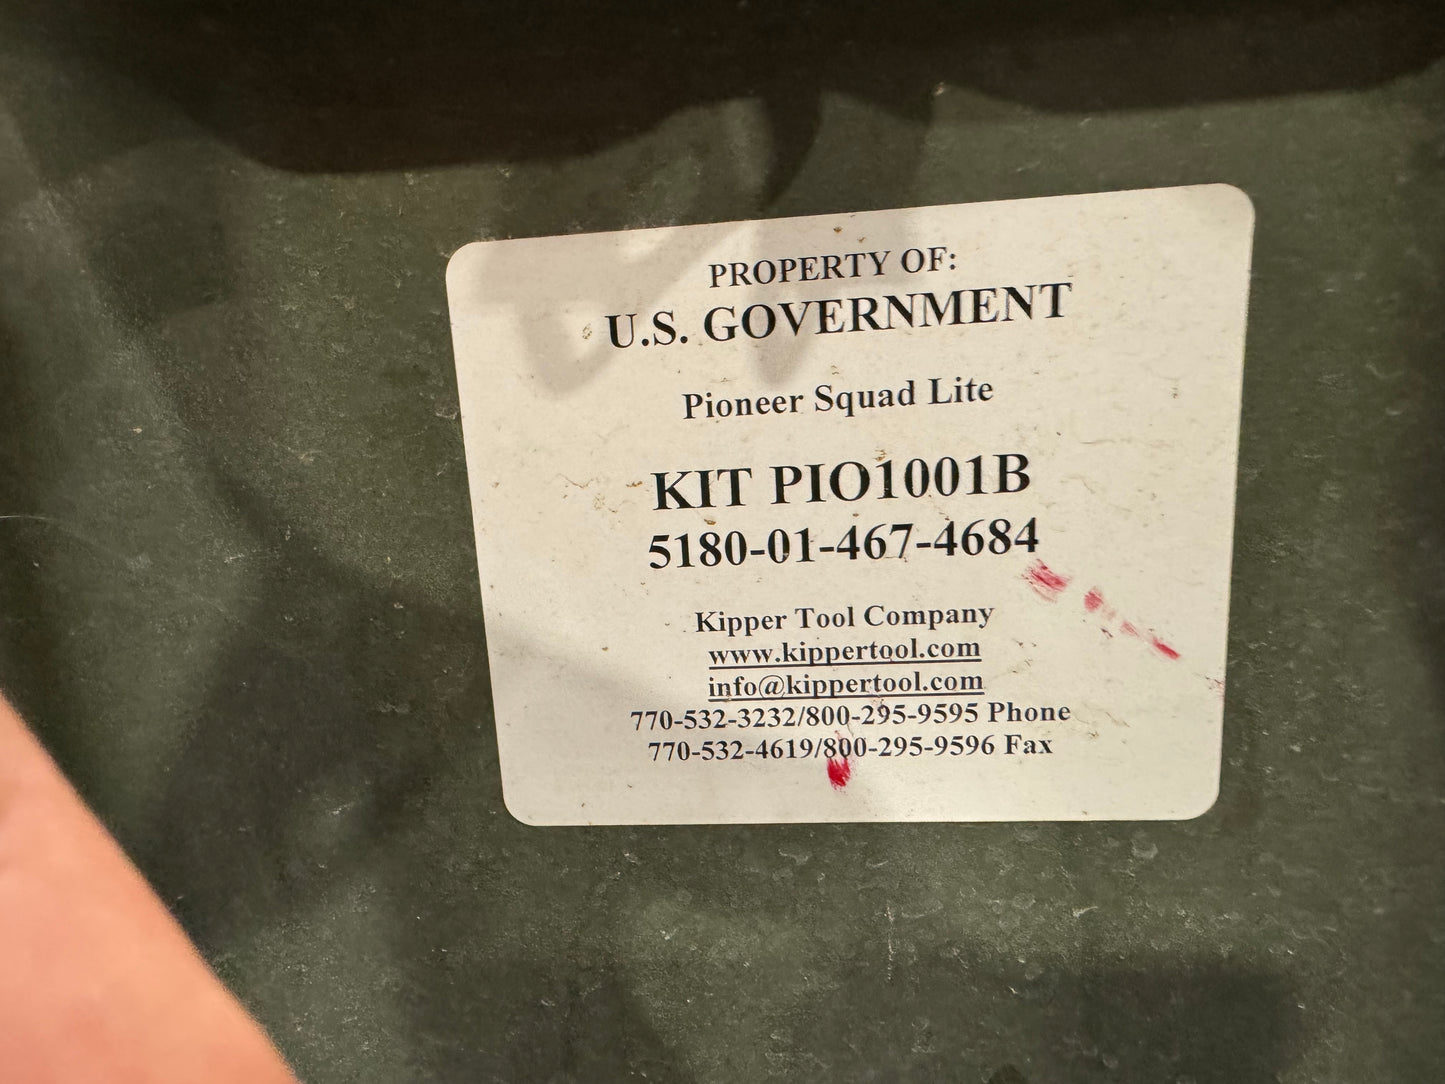 PROPERTY OF:
U.S. GOVERNMENT
Pioneer Squad Lite
KIT PIO1001B
5180-01-467-4684
Kipper Tool Company
www.kippertool.com
info@kippertool.com
770-532-3232/800-295-9595 Phone
770-532-4619/800-295-9596 Fax